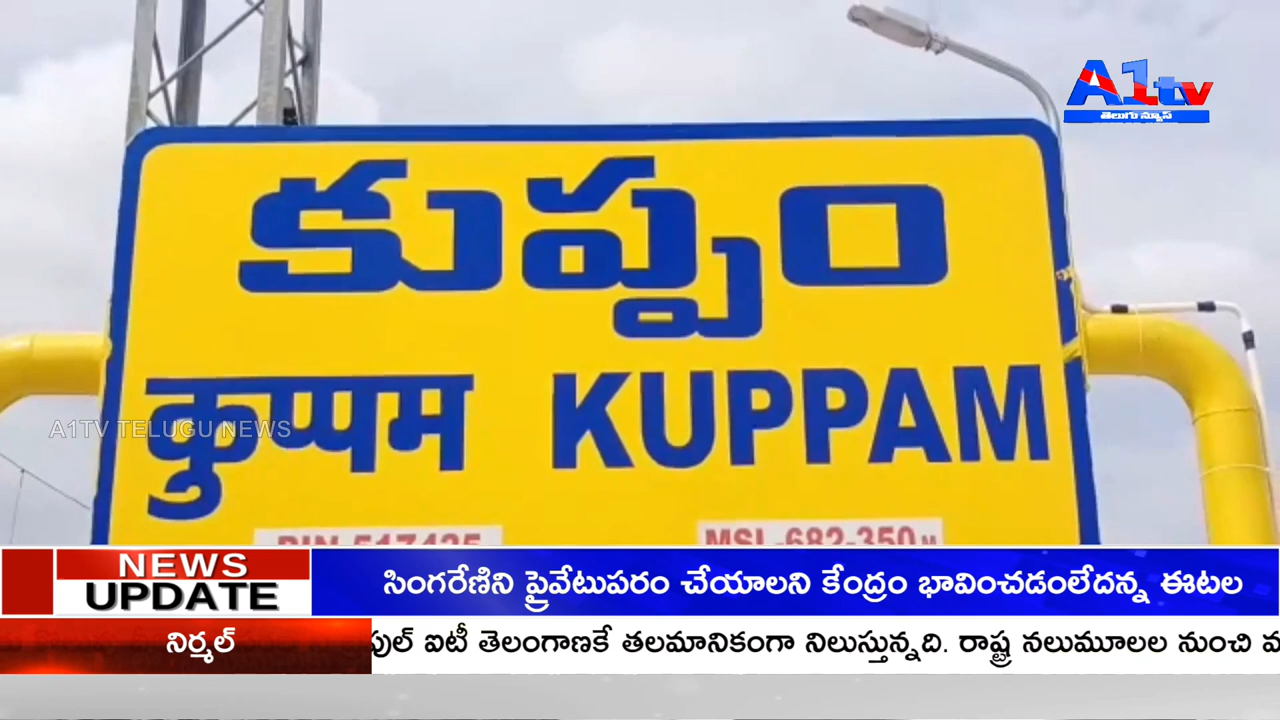 A1tv
తెలుగు న్యూస్
కుప్పం
कुप्पम KUPPAM
A1TV TELUGU NEWS
PIN-517425 MSL-682-350 M
NEWS
UPDATE
సింగరేణిని ప్రైవేటుపరం చేయాలని కేంద్రం భావించడంలేదన్న ఈటల
నిర్మల్ పుల్ ఐటీ తెలంగాణకే తలమానికంగా నిలుస్తున్నది. రాష్ట్ర నలుమూలల నుంచి